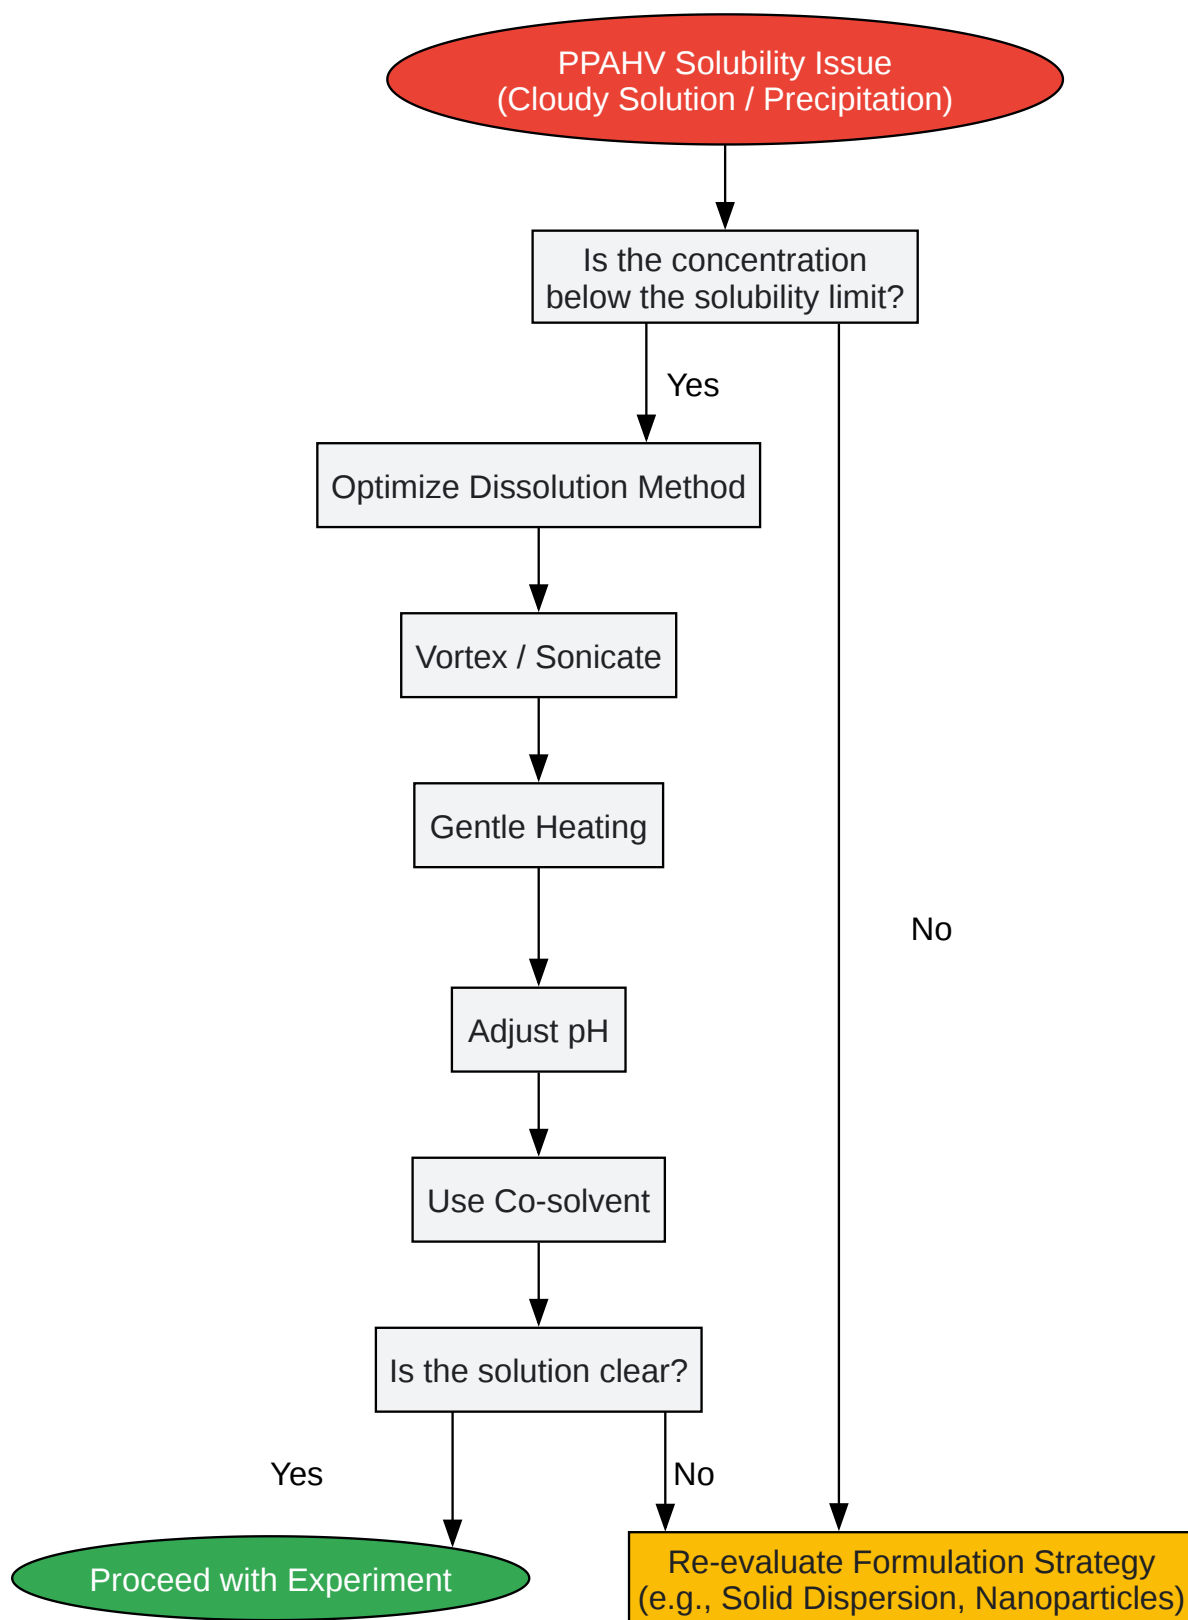 PPAHV Solubility Issue
(Cloudy Solution / Precipitation)
Is the concentration
below the solubility limit?
Yes
Optimize Dissolution Method
Vortex / Sonicate
Gentle Heating
No
Adjust pH
Use Co-solvent
Is the solution clear?
Yes
No
Proceed with Experiment
Re-evaluate Formulation Strategy
(e.g., Solid Dispersion, Nanoparticles)